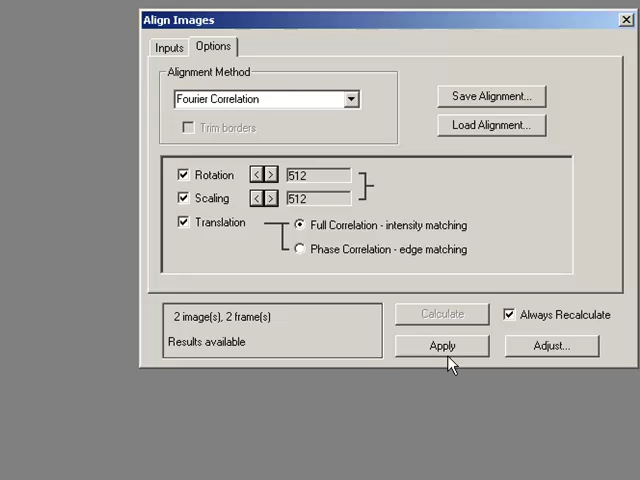 Align Images
Inputs
Options
Alignment Method
Fourier Correlation
Trim borders
Save Alignment...
Load Alignment...
Rotation < > 512
Scaling < > 512
Translation
Full Correlation - intensity matching
Phase Correlation - edge matching
2 image(s), 2 frame(s)
Results available
Calculate
Always Recalculate
Apply
Adjust...